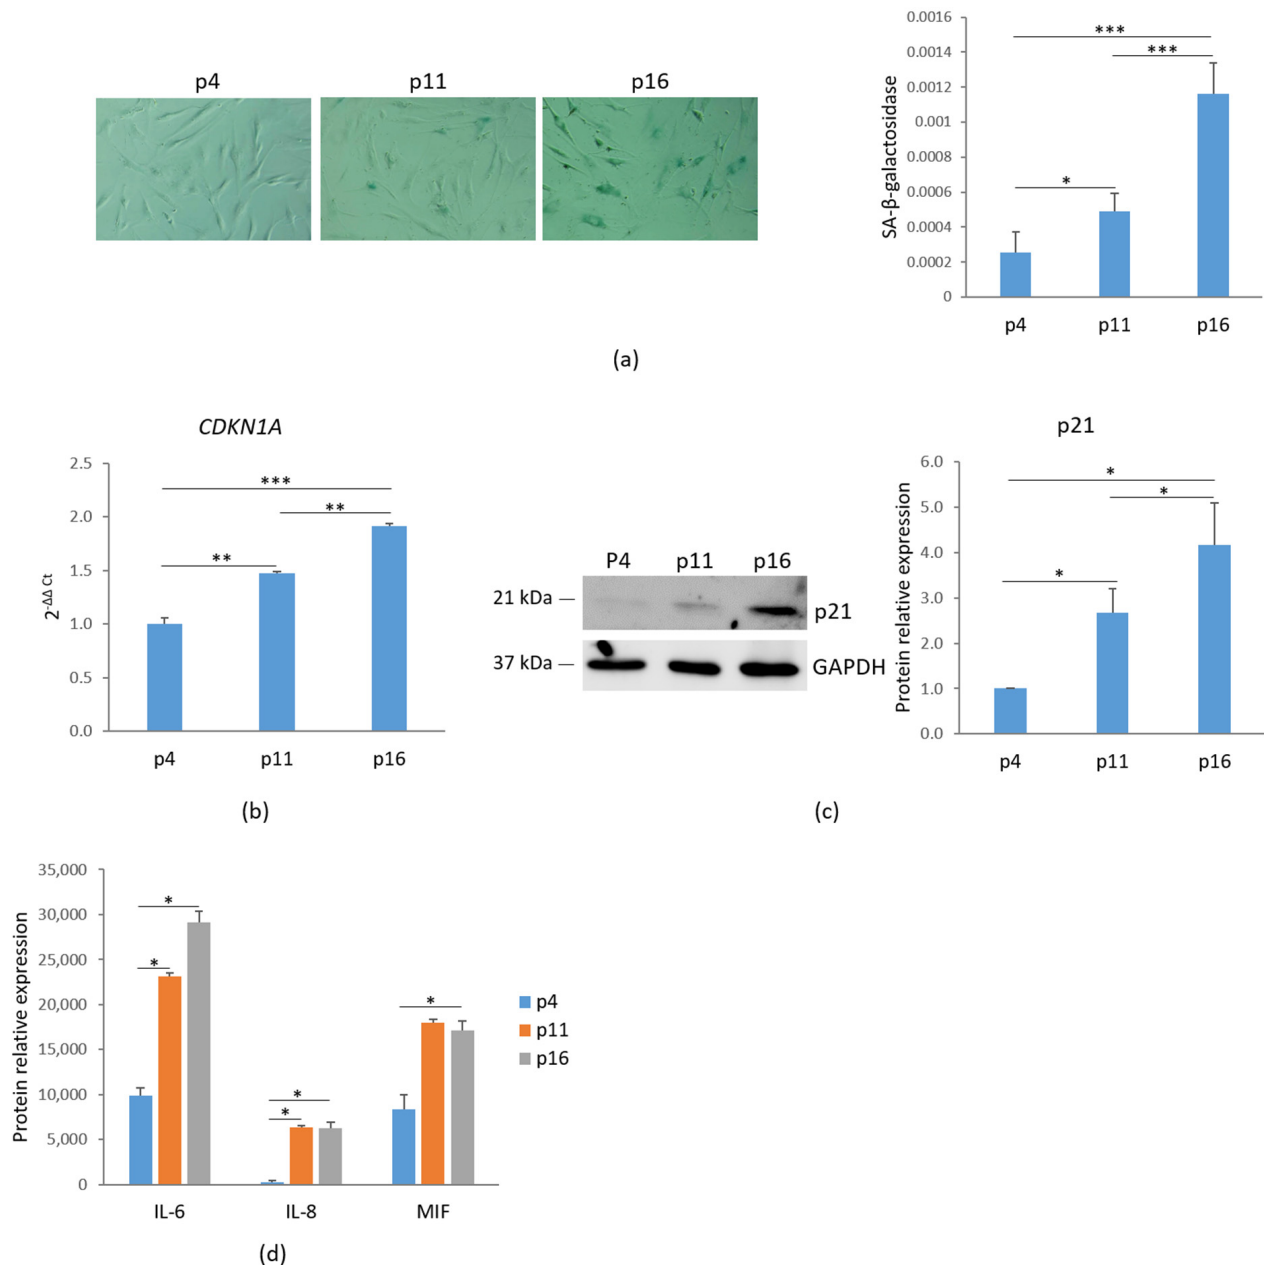 p4 p11 p16
SA-β-galactosidase
0.0016
0.0014
0.0012
0.001
0.0008
0.0006
0.0004
0.0002
0
***
***
*
p4 p11 p16
(a)
CDKN1A
2^-ΔΔ Ct
2.5
2.0
1.5
1.0
0.5
0.0
***
**
**
p4 p11 p16
(b)
P4 p11 p16
21 kDa
p21
37 kDa
GAPDH
p21
Protein relative expression
6.0
5.0
4.0
3.0
2.0
1.0
0.0
*
*
*
p4 p11 p16
(c)
Protein relative expression
35,000
30,000
25,000
20,000
15,000
10,000
5,000
0
*
*
*
*
*
IL-6 IL-8 MIF
p4
p11
p16
(d)